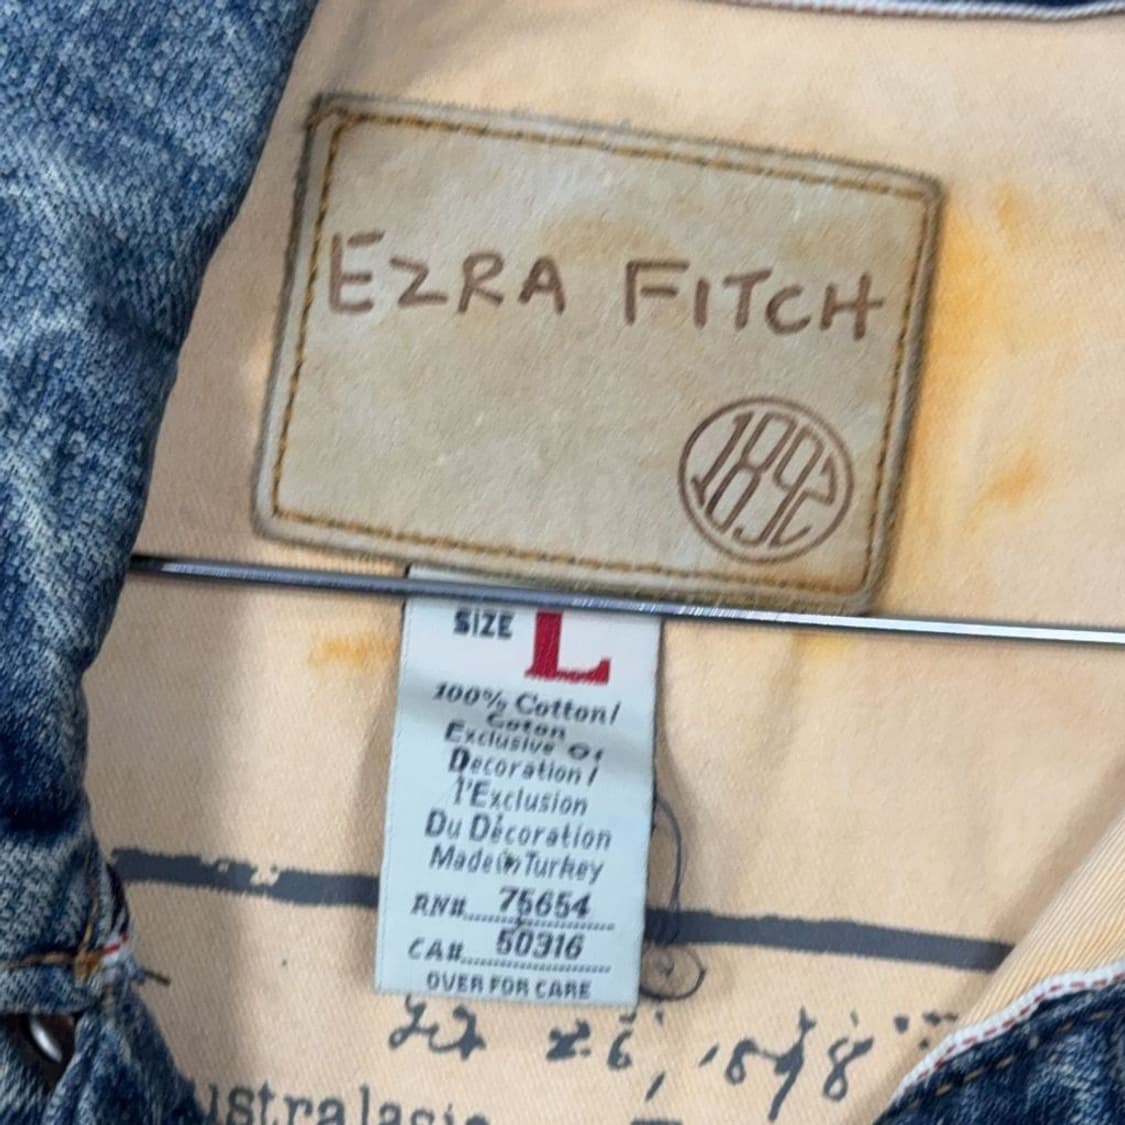 EZRA FITCH
1892
SIZE L
100% Cotton/
Coton
Exclusive Of
Decoration/
l'Exclusion
Du Décoration
Made in Turkey
RN# 75654
CA# 50316
OVER FOR CARE